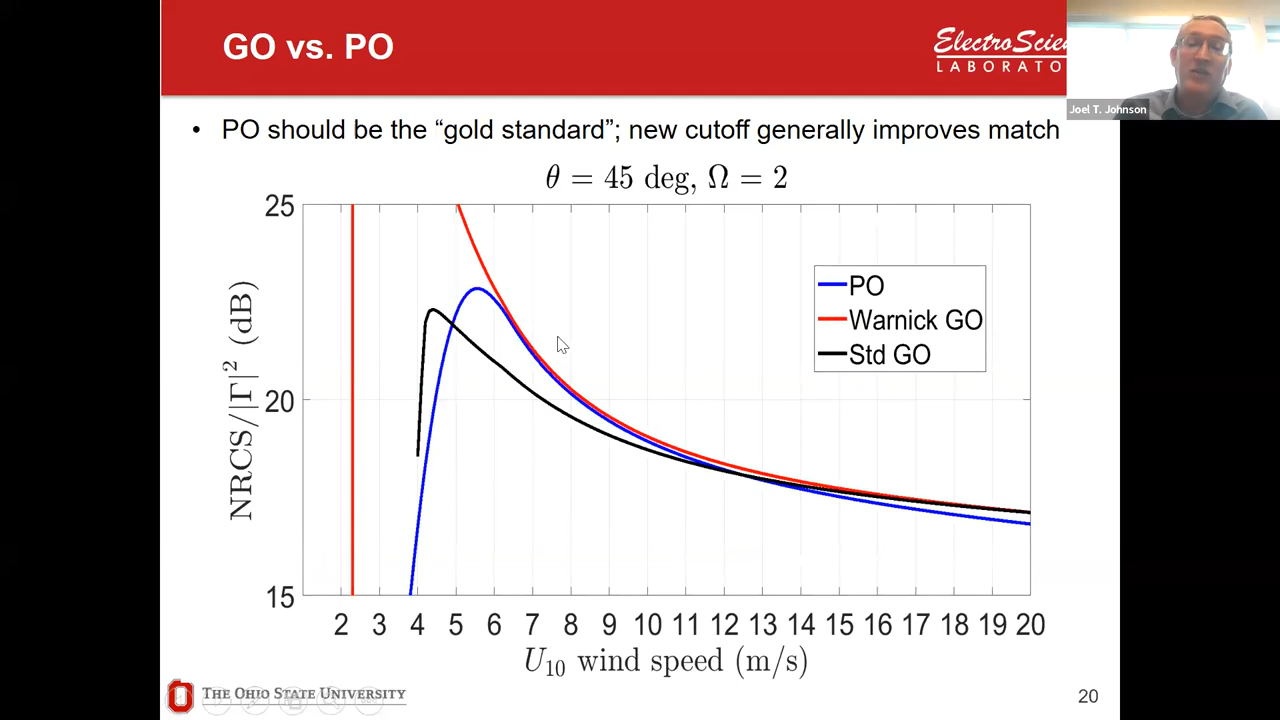 GO vs. PO
ElectroScien
LABORATO
Joel T. Johnson
• PO should be the “gold standard”; new cutoff generally improves match
θ = 45 deg, Ω = 2
25
20
15
NRCS/|Γ|² (dB)
PO
Warnick GO
Std GO
2 3 4 5 6 7 8 9 10 11 12 13 14 15 16 17 18 19 20
U₁₀ wind speed (m/s)
THE OHIO STATE UNIVERSITY
20